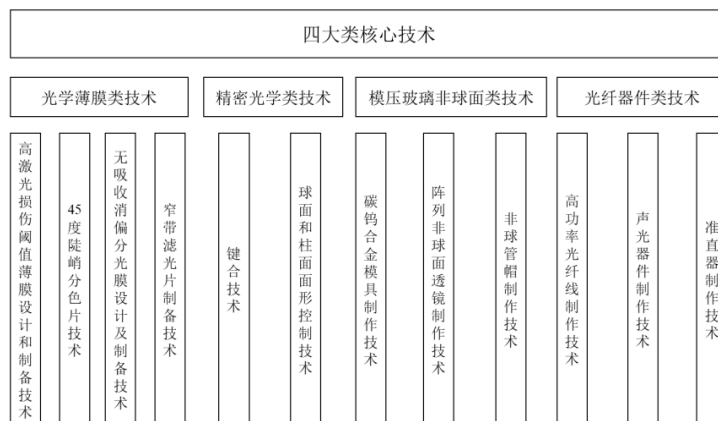 四大类核心技术
光学薄膜类技术
精密光学类技术
模压玻璃非球面类技术
光纤器件类技术
高激光损伤阈值薄膜设计和制备技术
45度陡峭分色片技术
无吸收消偏分光膜设计及制备技术
窄带滤光片制备技术
键合技术
球面和柱面面形控制技术
碳钨合金模具制作技术
阵列非球面透镜制作技术
非球管帽制作技术
高功率光纤线制作技术
声光器件制作技术
准直器制作技术